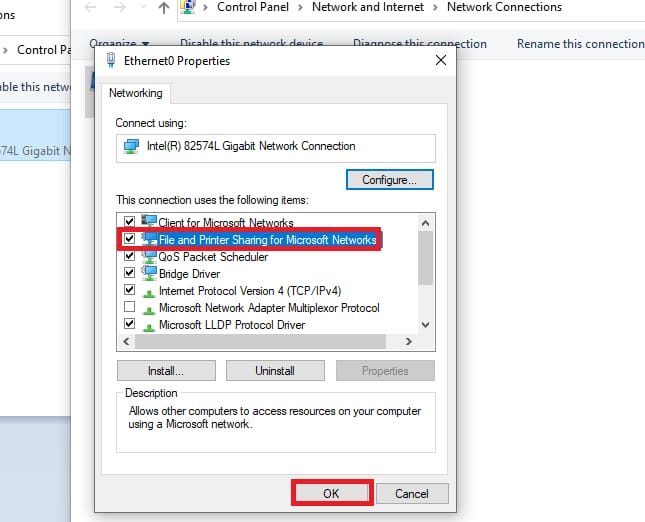 ons
Control Pa
ble this netw
74L Gigabit N
Control Panel > Network and Internet > Network Connections
Organize Disable this network device Diagnose this connection Rename this connection
Ethernet0 Properties
Networking
Connect using:
Intel(R) 82574L Gigabit Network Connection
Configure...
This connection uses the following items:
Client for Microsoft Networks
File and Printer Sharing for Microsoft Networks
QoS Packet Scheduler
Bridge Driver
Internet Protocol Version 4 (TCP/IPv4)
Microsoft Network Adapter Multiplexor Protocol
Microsoft LLDP Protocol Driver
Install... Uninstall Properties
Description
Allows other computers to access resources on your computer
using a Microsoft network.
OK Cancel